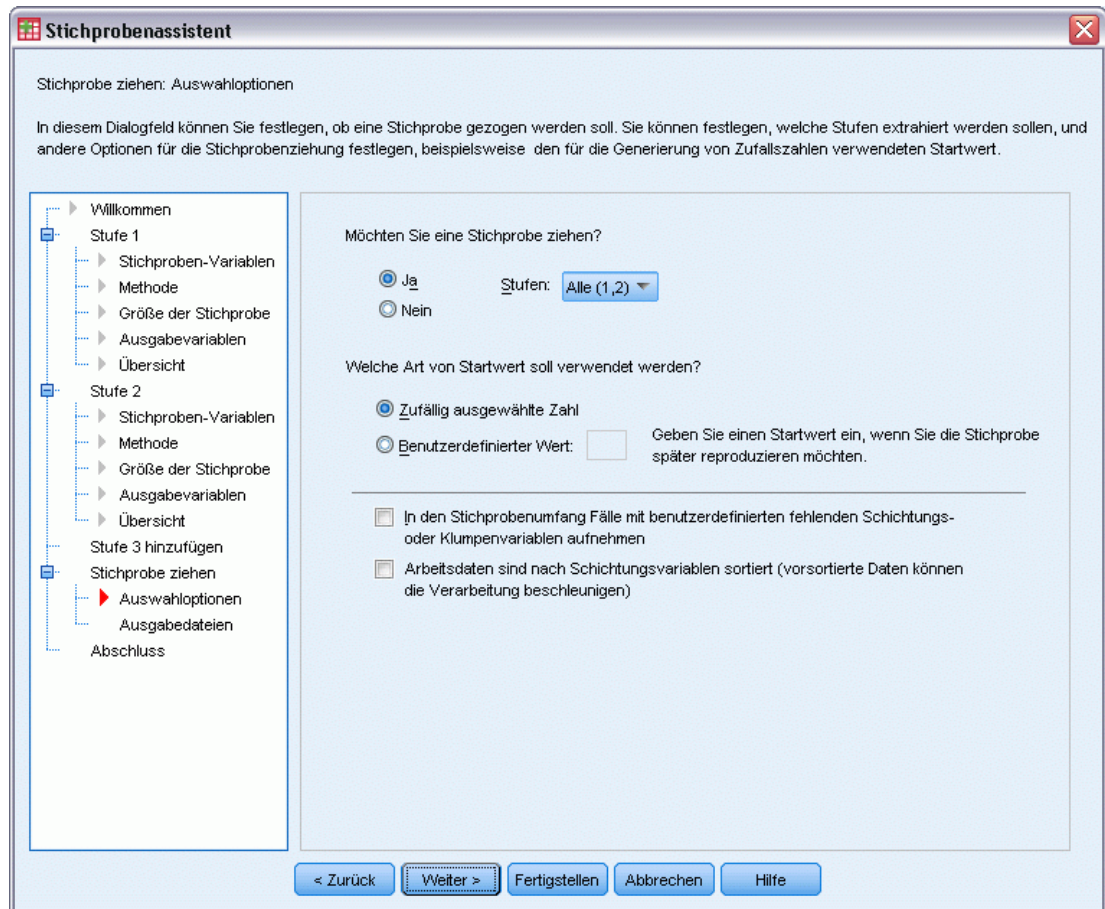 Stichprobenassistent
Stichprobe ziehen: Auswahloptionen
In diesem Dialogfeld können Sie festlegen, ob eine Stichprobe gezogen werden soll. Sie können festlegen, welche Stufen extrahiert werden sollen, und
andere Optionen für die Stichprobenziehung festlegen, beispielsweise den für die Generierung von Zufallszahlen verwendeten Startwert.
Willkommen
Stufe 1
Stichproben-Variablen
Methode
Größe der Stichprobe
Ausgabevariablen
Übersicht
Stufe 2
Stichproben-Variablen
Methode
Größe der Stichprobe
Ausgabevariablen
Übersicht
Stufe 3 hinzufügen
Stichprobe ziehen
Auswahloptionen
Ausgabedateien
Abschluss
Möchten Sie eine Stichprobe ziehen?
Ja
Stufen: Alle (1,2)
Nein
Welche Art von Startwert soll verwendet werden?
Zufällig ausgewählte Zahl
Benutzerdefinierter Wert:
Geben Sie einen Startwert ein, wenn Sie die Stichprobe
später reproduzieren möchten.
In den Stichprobenumfang Fälle mit benutzerdefinierten fehlenden Schichtungs-
oder Klumpenvariablen aufnehmen
Arbeitsdaten sind nach Schichtungsvariablen sortiert (vorsortierte Daten können
die Verarbeitung beschleunigen)
< Zurück
Weiter >
Fertigstellen
Abbrechen
Hilfe